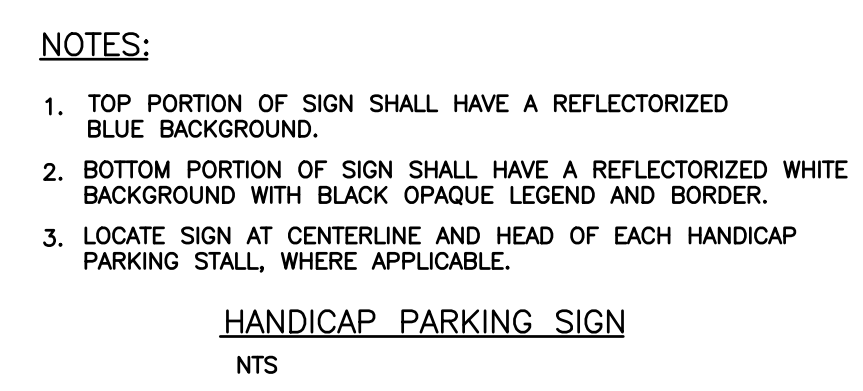 NOTES:
1. TOP PORTION OF SIGN SHALL HAVE A REFLECTORIZED
BLUE BACKGROUND.
2. BOTTOM PORTION OF SIGN SHALL HAVE A REFLECTORIZED WHITE
BACKGROUND WITH BLACK OPAQUE LEGEND AND BORDER.
3. LOCATE SIGN AT CENTERLINE AND HEAD OF EACH HANDICAP
PARKING STALL, WHERE APPLICABLE.
HANDICAP PARKING SIGN
NTS